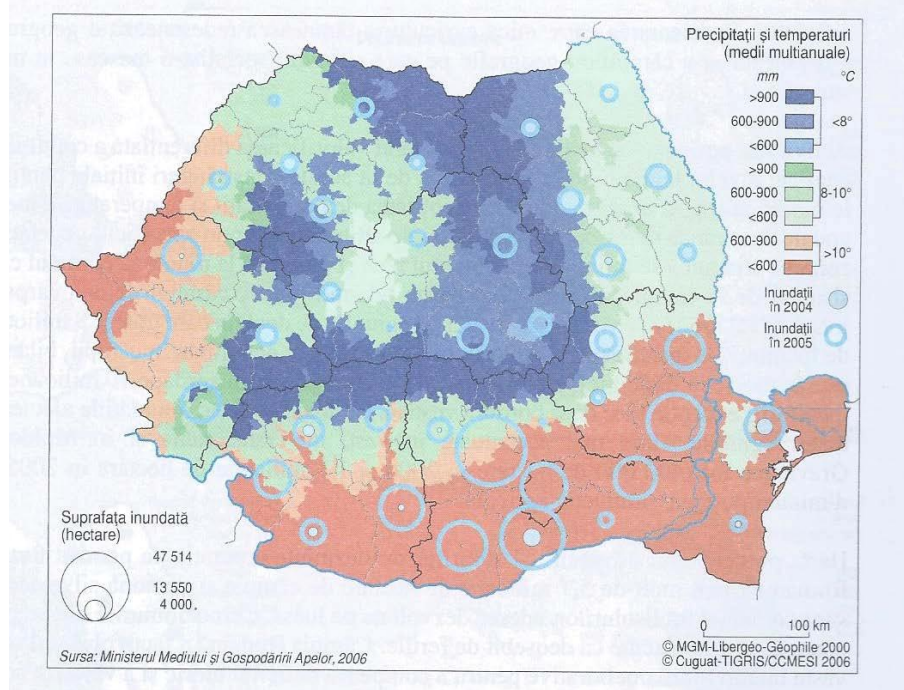 Precipitații și temperaturi
(medii multianuale)
mm
°C
>900
600-900
<600
<8°
>900
600-900
<600
8-10°
600-900
<600
>10°
Inundații
în 2004
Inundații
în 2005
Suprafața inundată
(hectare)
47 514
13 550
4 000
0
100 km
Sursa: Ministerul Mediului și Gospodăririi Apelor, 2006
© MGM-Libergéo-Géophile 2000
© Cuguat-TIGRIS/CCMESI 2006